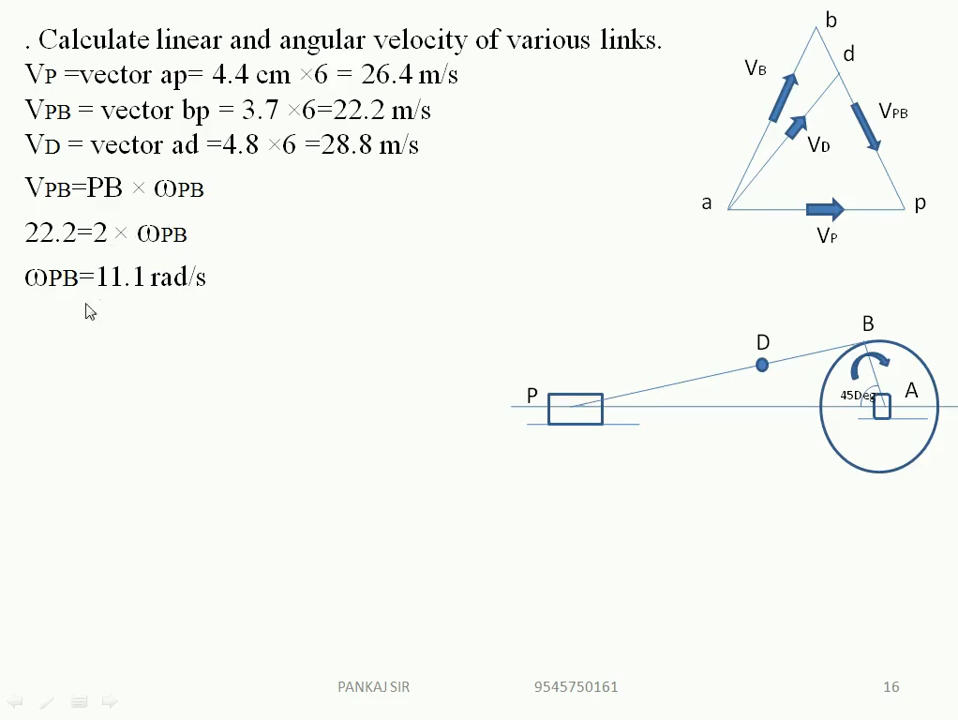 . Calculate linear and angular velocity of various links.
VP =vector ap= 4.4 cm ×6 = 26.4 m/s
VPB = vector bp = 3.7 ×6=22.2 m/s
VD = vector ad =4.8 ×6 =28.8 m/s
VPB=PB × ωPB
22.2=2 × ωPB
ωPB=11.1 rad/s
b
d
VB
VPB
VD
a
p
VP
B
D
P
45Deg
A
PANKAJ SIR 9545750161 16